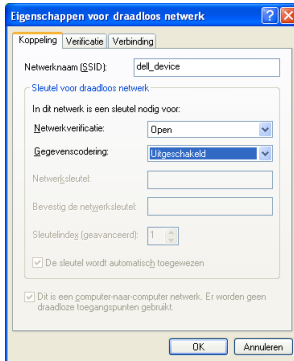 Eigenschappen voor draadloos netwerk
Koppeling Verificatie Verbinding
Netwerknaam (SSID): dell_device
Sleutel voor draadloos netwerk
In dit netwerk is een sleutel nodig voor:
Netwerkverificatie: Open
Gegevenscodering: Uitgeschakeld
Netwerksleutel:
Bevestig de netwerksleutel:
Sleutelindex (geavanceerd): 1
De sleutel wordt automatisch toegewezen
Dit is een computer-naar-computer netwerk. Er worden geen
draadloze toegangspunten gebruikt.
OK Annuleren